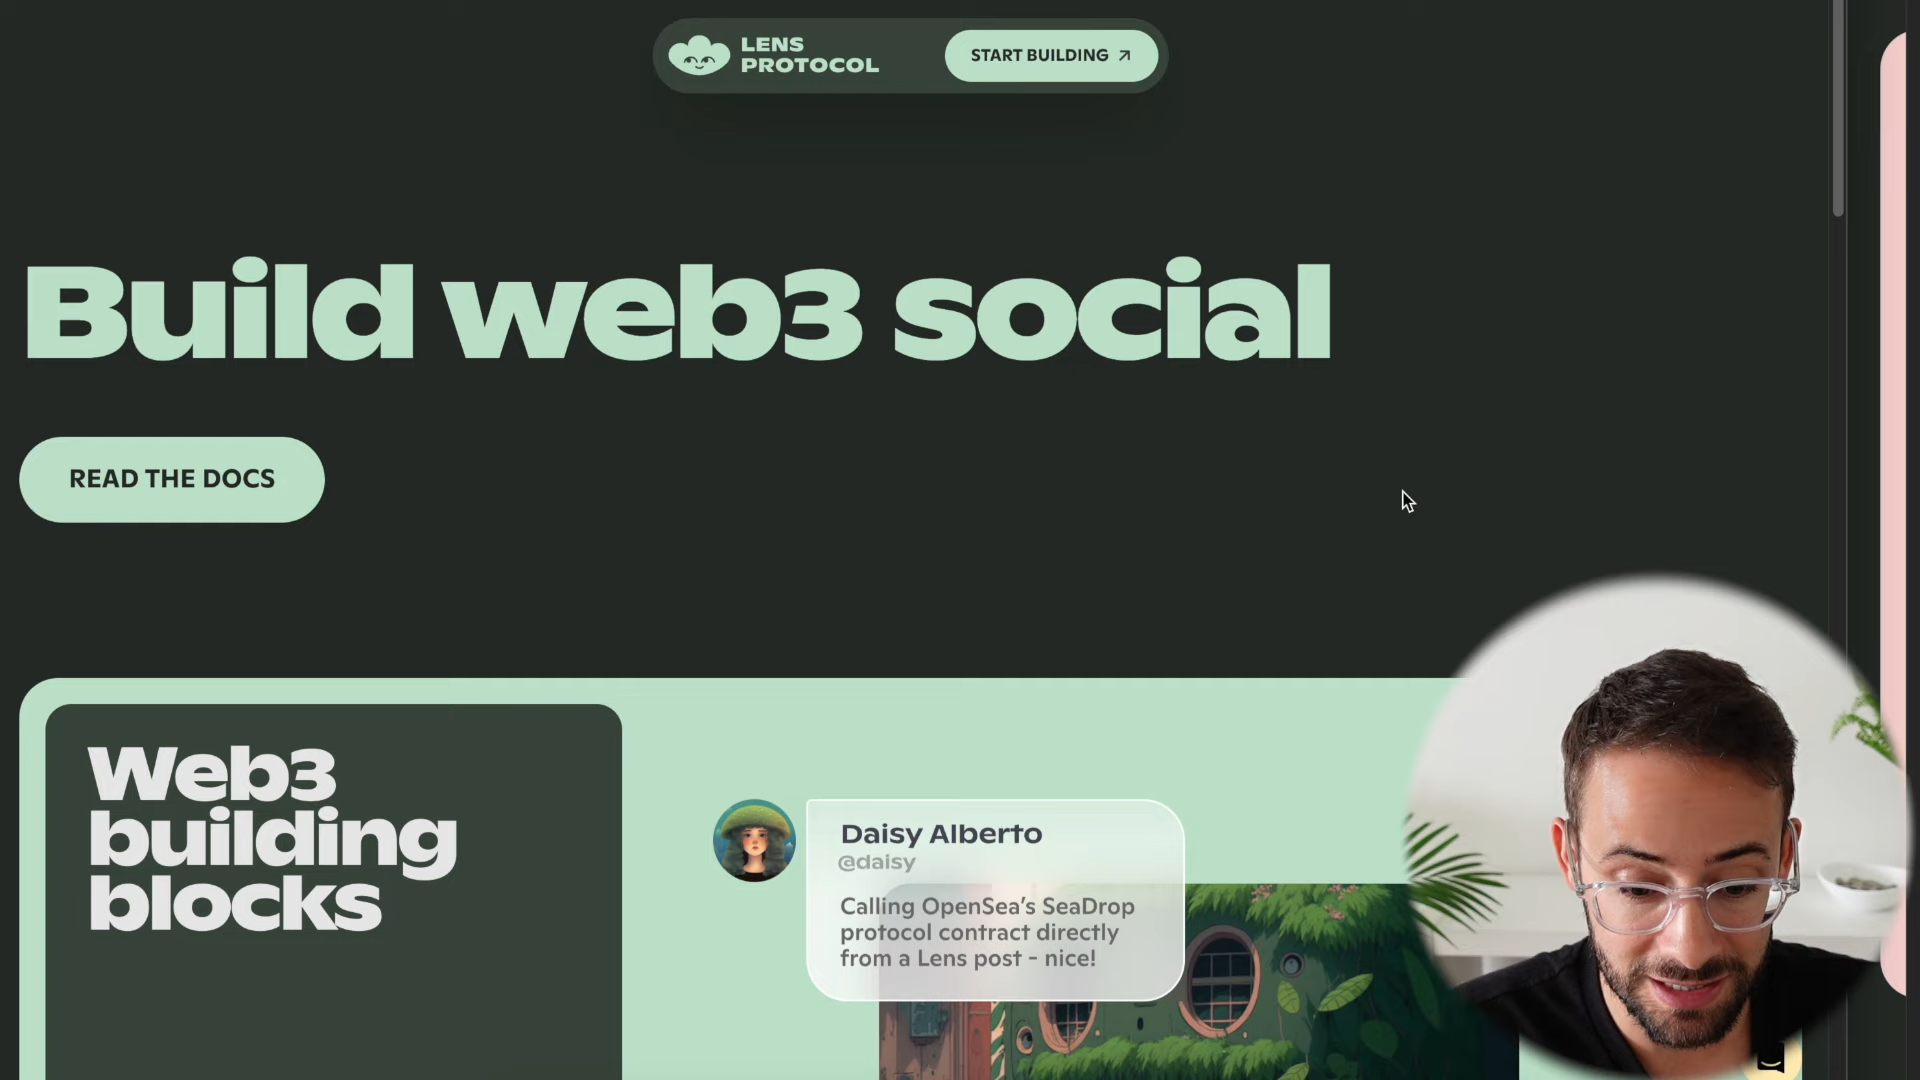 LENS
PROTOCOL
START BUILDING
Build web3 social
READ THE DOCS
Web3
building
blocks
Daisy Alberto
@daisy
Calling OpenSea's SeaDrop
protocol contract directly
from a Lens post - nice!